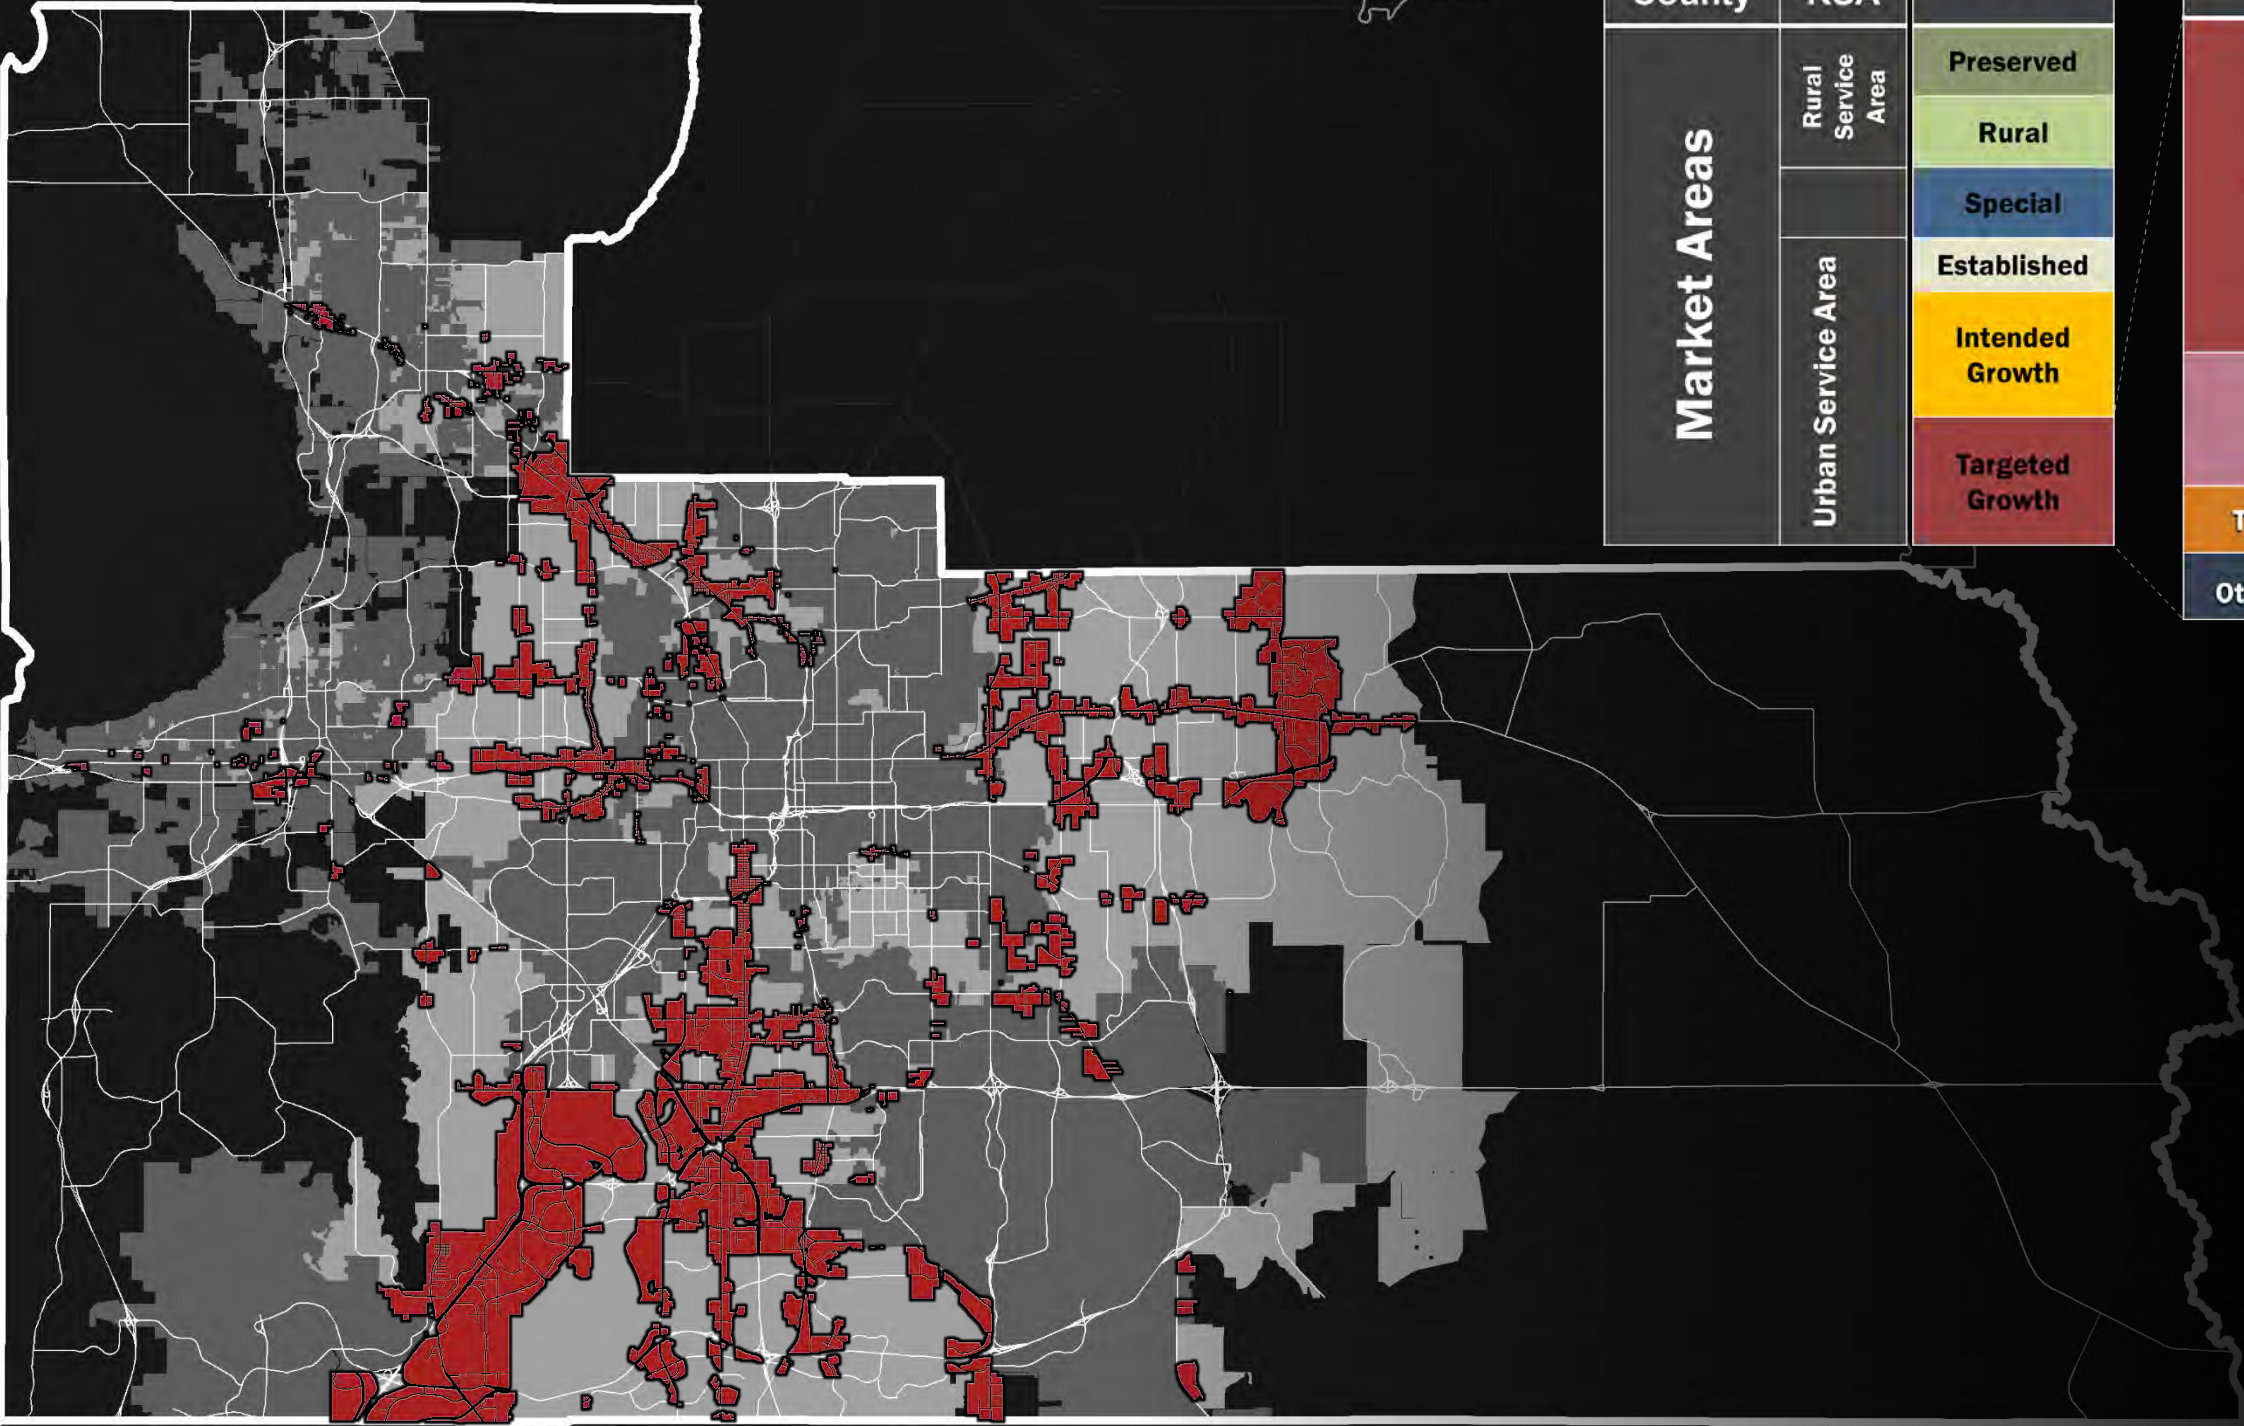 Market Areas
Rural
Service
Area
Urban Service Area
Preserved
Rural
Special
Established
Intended
Growth
Targeted
Growth